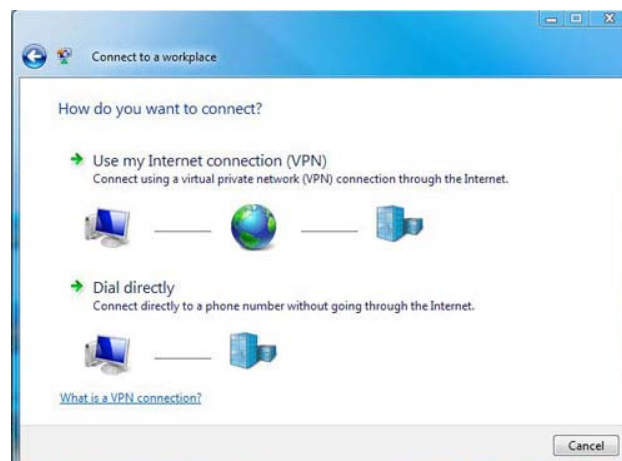 Connect to a workplace
How do you want to connect?
Use my Internet connection (VPN)
Connect using a virtual private network (VPN) connection through the Internet.
Dial directly
Connect directly to a phone number without going through the Internet.
What is a VPN connection?
Cancel